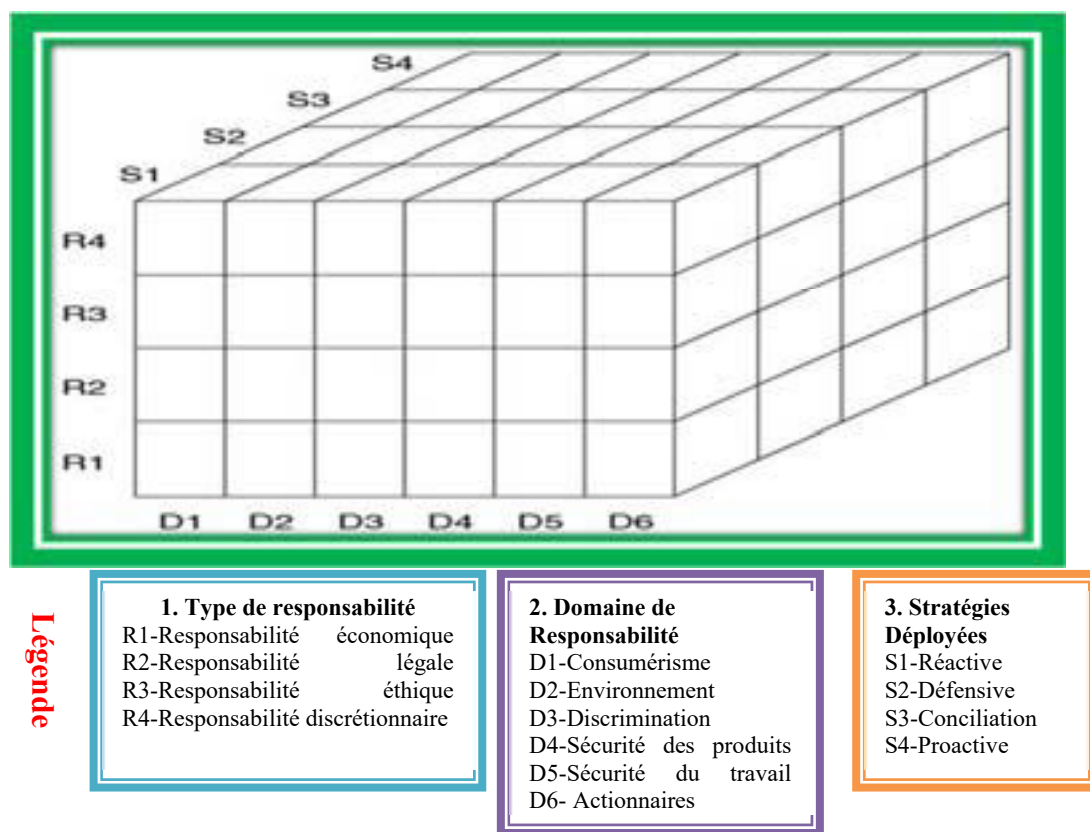 S4
S3
S2
S1
R4
R3
R2
R1
D1 D2 D3 D4 D5 D6
Légende
1. Type de responsabilité
R1-Responsabilité économique
R2-Responsabilité légale
R3-Responsabilité éthique
R4-Responsabilité discrétionnaire
2. Domaine de
Responsabilité
D1-Consumérisme
D2-Environnement
D3-Discrimination
D4-Sécurité des produits
D5-Sécurité du travail
D6- Actionnaires
3. Stratégies
Déployées
S1-Réactive
S2-Défensive
S3-Conciliation
S4-Proactive